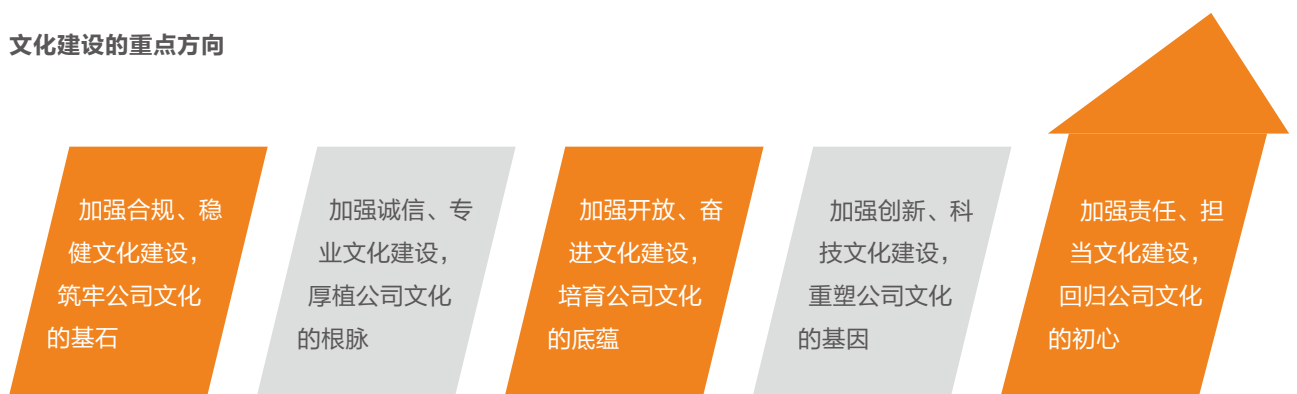 文化建设的重点方向
加强合规、稳
健文化建设，
筑牢公司文化
的基石
加强诚信、专
业文化建设，
厚植公司文化
的根脉
加强开放、奋
进文化建设，
培育公司文化
的底蕴
加强创新、科
技文化建设，
重塑公司文化
的基因
加强责任、担
当文化建设，
回归公司文化
的初心